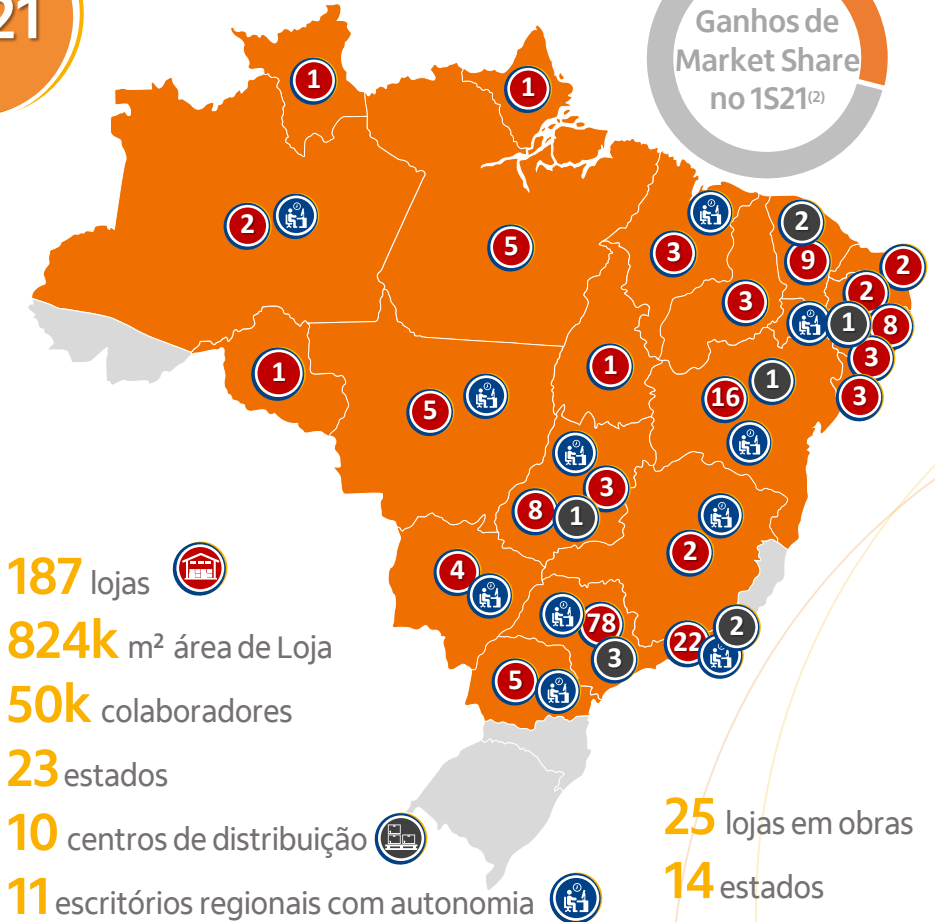 21
Ganhos de
Market Share
no 1S21(2)
1
1
2
5
3
2
9
2
3
2
1
8
1
1
3
5
16
1
3
3
8
1
2
4
78
2
22
3
5
187 lojas
824k m² área de Loja
50k colaboradores
23 estados
10 centros de distribuição
11 escritórios regionais com autonomia
25 lojas em obras
14 estados